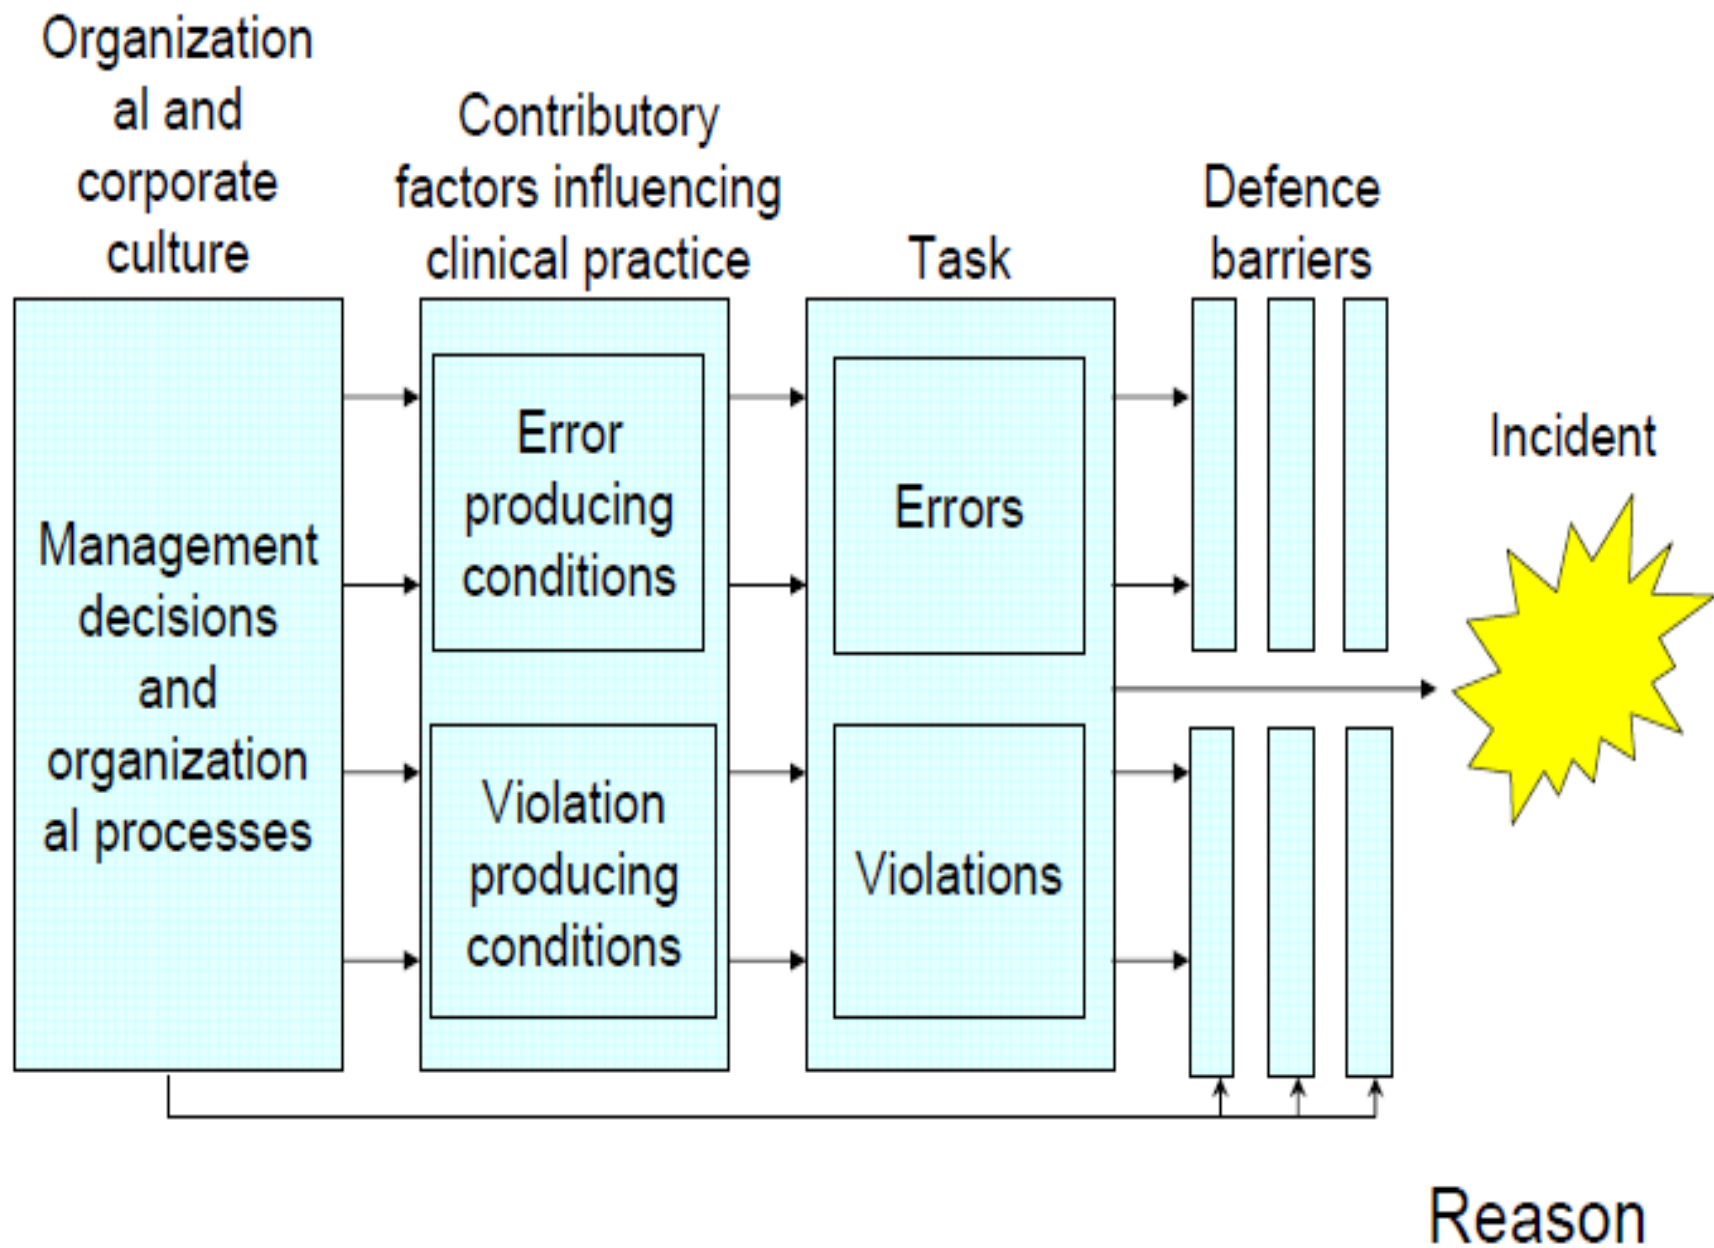 Organization
al and
corporate
culture
Contributory
factors influencing
clinical practice
Task
Defence
barriers
Incident
Management
decisions
and
organization
al processes
Error
producing
conditions
Violation
producing
conditions
Errors
Violations
Reason